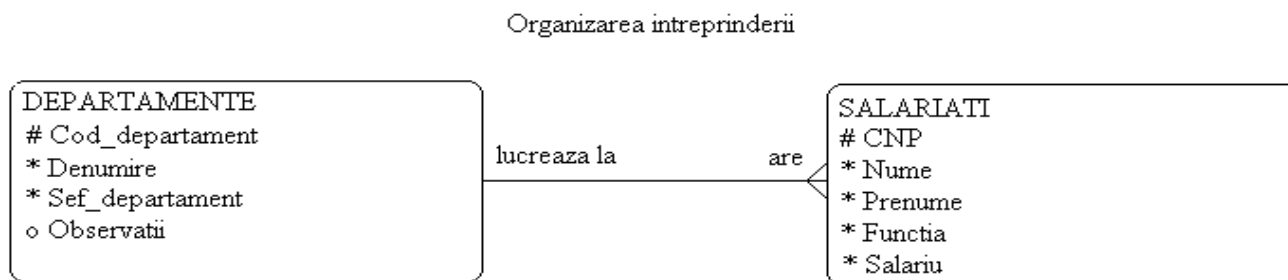 Organizarea intreprinderii
DEPARTAMENTE
# Cod_departament
* Denumire
* Sef_departament
o Observatii
lucreaza la
are
SALARIATI
# CNP
* Nume
* Prenume
* Functia
* Salariu